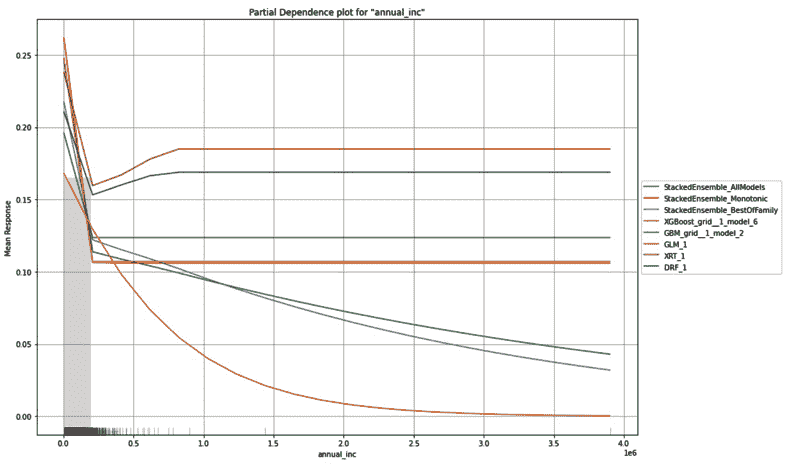 Partial Dependence plot for "annual_inc"
0.25
0.20
0.15
0.10
0.05
0.00
Mean Response
0.0
0.5
1.0
1.5
2.0
2.5
3.0
3.5
4.0
1e6
annual_inc
StackedEnsemble_AllModels
StackedEnsemble_Monotonic
StackedEnsemble_BestOfFamily
XGBoost_grid__1_model_6
GBM_grid__1_model_2
GLM_1
XRT_1
DRF_1